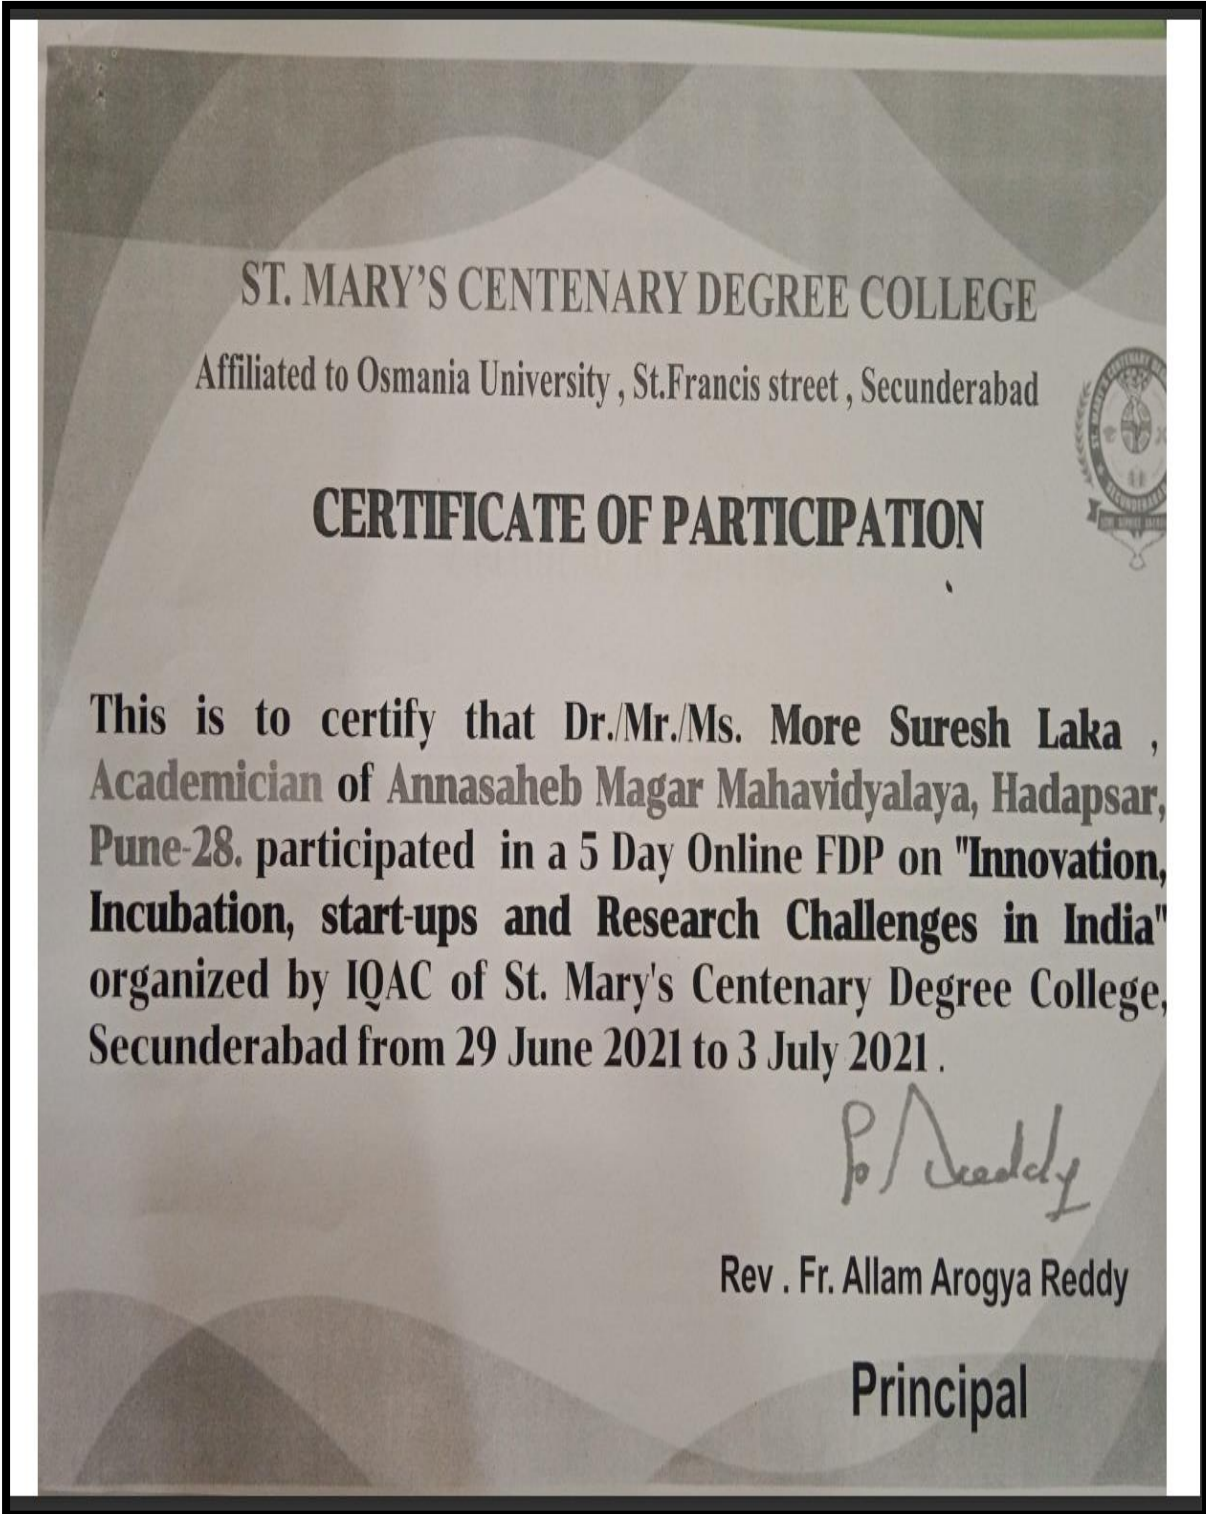 ST. MARY'S CENTENARY DEGREE COLLEGE
Affiliated to Osmania University , St.Francis street , Secunderabad
CERTIFICATE OF PARTICIPATION
This is to certify that Dr./Mr./Ms. More Suresh Laka ,
Academician of Annasaheb Magar Mahavidyalaya, Hadapsar,
Pune-28. participated in a 5 Day Online FDP on "Innovation,
Incubation, start-ups and Research Challenges in India"
organized by IQAC of St. Mary's Centenary Degree College,
Secunderabad from 29 June 2021 to 3 July 2021 .
Rev . Fr. Allam Arogya Reddy
Principal